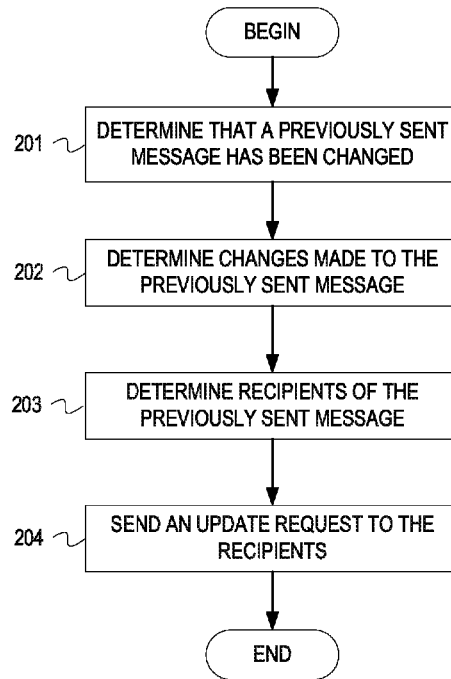 BEGIN
201
DETERMINE THAT A PREVIOUSLY SENT
MESSAGE HAS BEEN CHANGED
202
DETERMINE CHANGES MADE TO THE
PREVIOUSLY SENT MESSAGE
203
DETERMINE RECIPIENTS OF THE
PREVIOUSLY SENT MESSAGE
204
SEND AN UPDATE REQUEST TO THE
RECIPIENTS
END